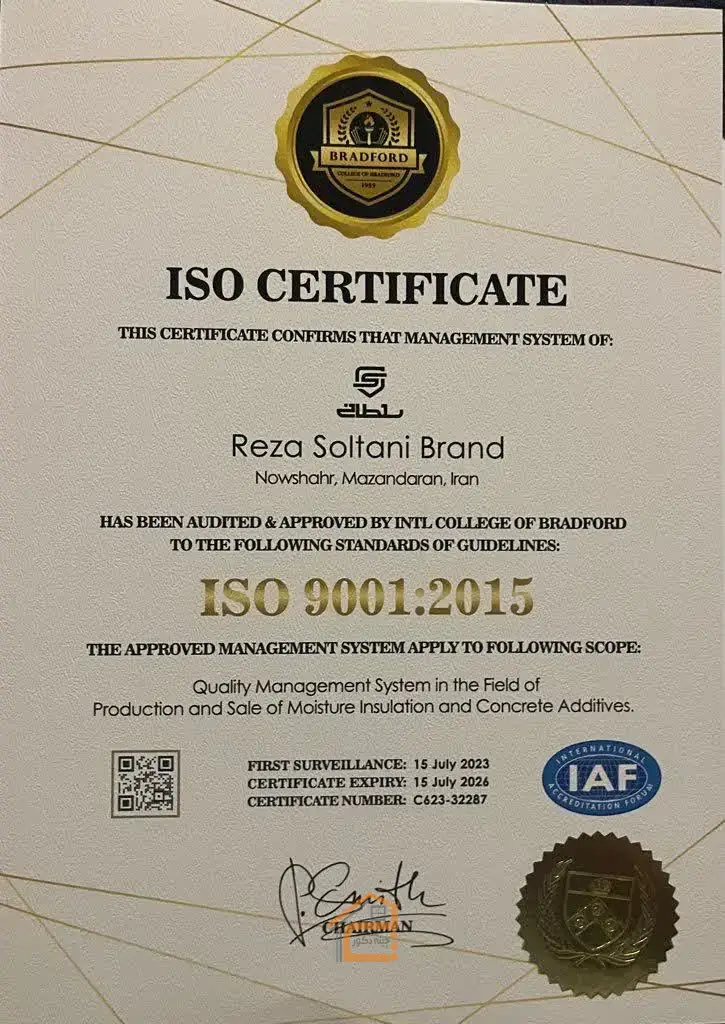 BRADFORD
COLLEGE OF BRADFORD
ISO CERTIFICATE
THIS CERTIFICATE CONFIRMS THAT MANAGEMENT SYSTEM OF:
سلطانی
Reza Soltani Brand
Nowshahr, Mazandaran, Iran
HAS BEEN AUDITED & APPROVED BY INTL COLLEGE OF BRADFORD
TO THE FOLLOWING STANDARDS OF GUIDELINES:
ISO 9001:2015
THE APPROVED MANAGEMENT SYSTEM APPLY TO FOLLOWING SCOPE:
Quality Management System in the Field of
Production and Sale of Moisture Insulation and Concrete Additives.
FIRST SURVEILLANCE: 15 July 2023
CERTIFICATE EXPIRY: 15 July 2026
CERTIFICATE NUMBER: C623-32287
INTERNATIONAL
IAF
ACCREDITATION FORUM
P. Smith
CHAIRMAN